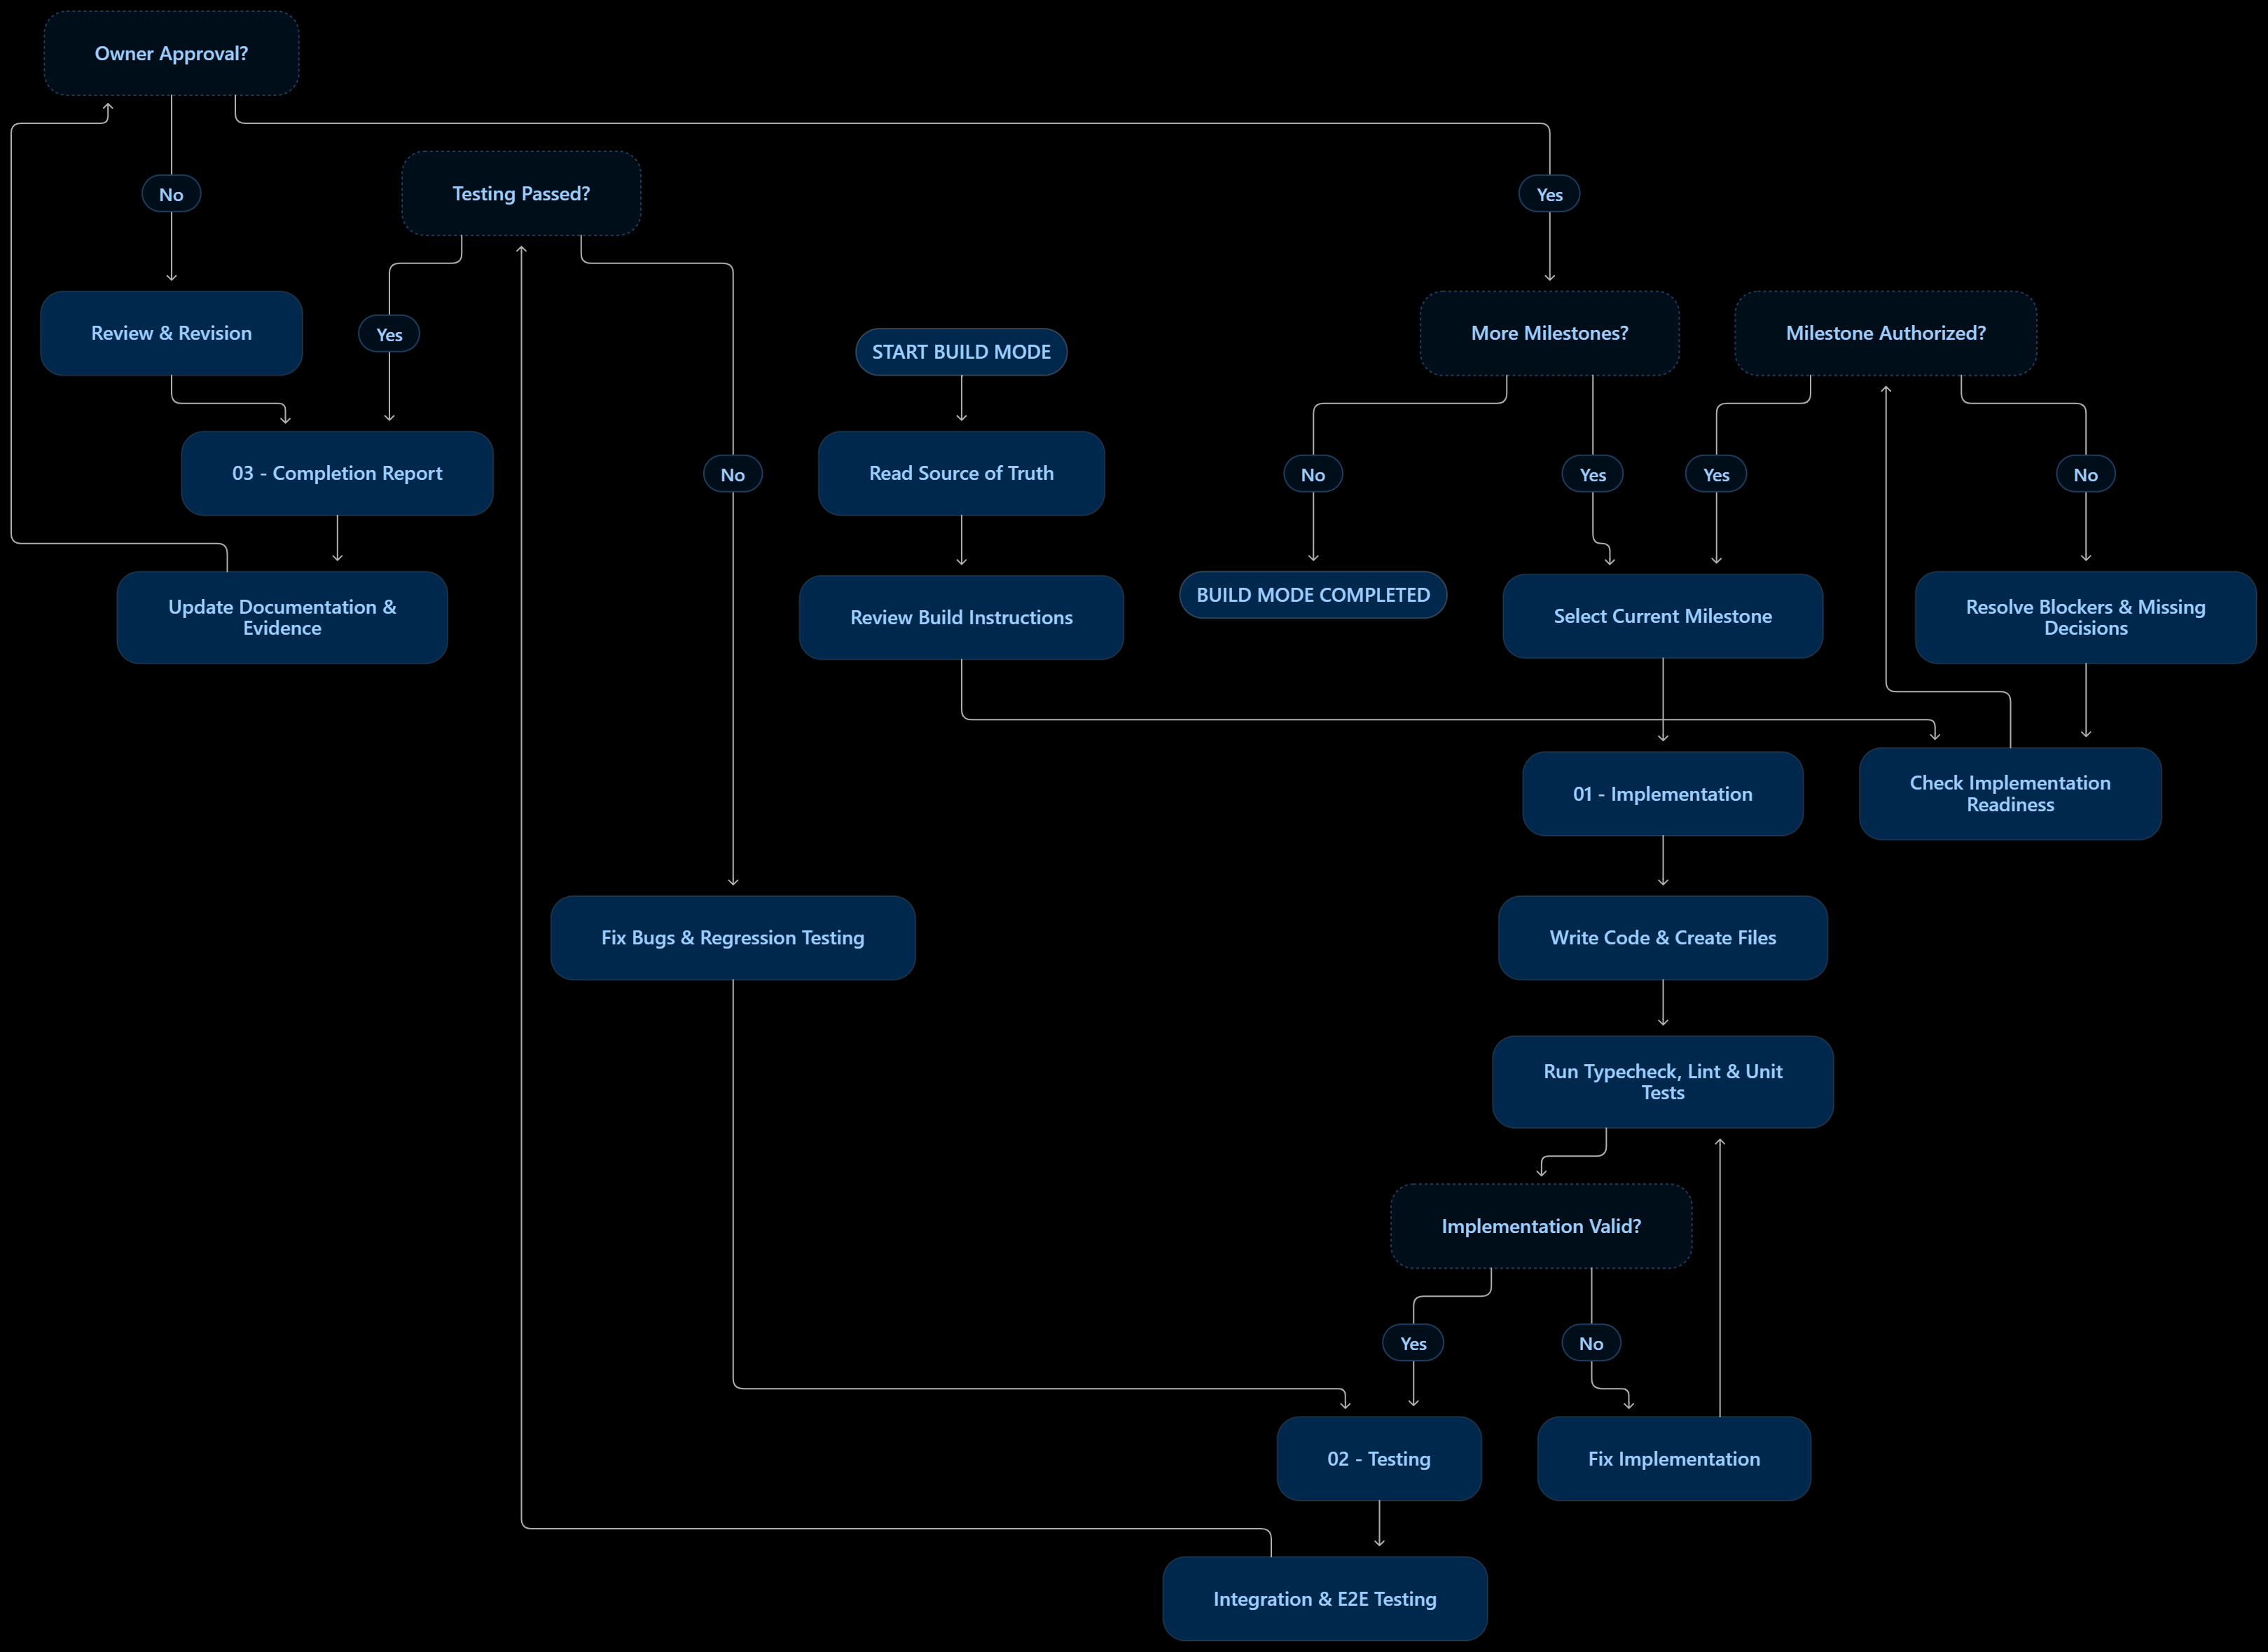 Owner Approval?
No
Testing Passed?
Yes
Review & Revision
Yes
START BUILD MODE
More Milestones?
Milestone Authorized?
03 - Completion Report
No
Read Source of Truth
No
Yes
Yes
No
Update Documentation &
Evidence
Review Build Instructions
BUILD MODE COMPLETED
Select Current Milestone
Resolve Blockers & Missing
Decisions
01 - Implementation
Check Implementation
Readiness
Fix Bugs & Regression Testing
Write Code & Create Files
Run Typecheck, Lint & Unit
Tests
Implementation Valid?
Yes
No
02 - Testing
Fix Implementation
Integration & E2E Testing